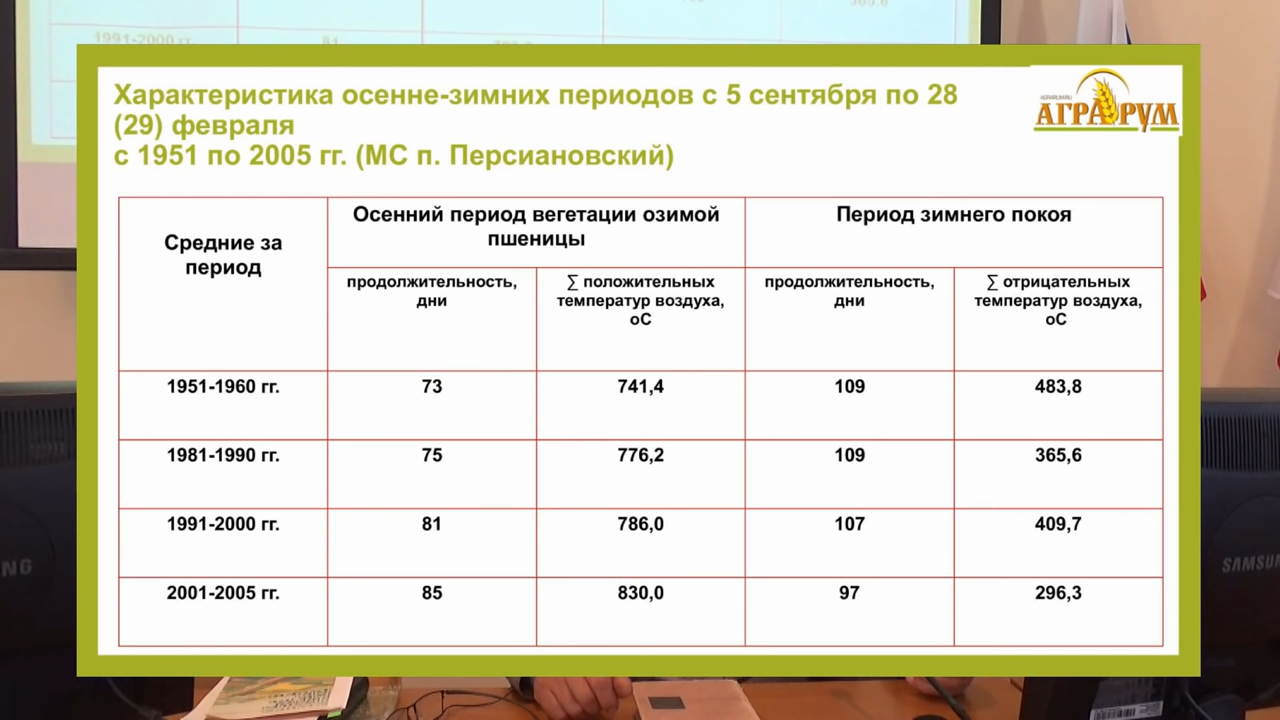 365,6
1991-2000 гг.
81
Характеристика осенне-зимних периодов с 5 сентября по 28
(29) февраля
с 1951 по 2005 гг. (МС п. Персиановский)
АГРАРУМ
Средние за
период
Осенний период вегетации озимой
пшеницы
Период зимнего покоя
продолжительность,
дни
∑ положительных
температур воздуха,
оС
продолжительность,
дни
∑ отрицательных
температур воздуха,
оС
1951-1960 гг. 73 741,4 109 483,8
1981-1990 гг. 75 776,2 109 365,6
1991-2000 гг. 81 786,0 107 409,7
2001-2005 гг. 85 830,0 97 296,3
NG
SAMSUN